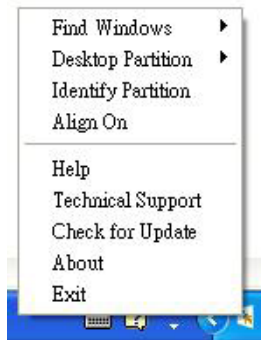 Find Windows
Desktop Partition
Identify Partition
Align On
Help
Technical Support
Check for Update
About
Exit